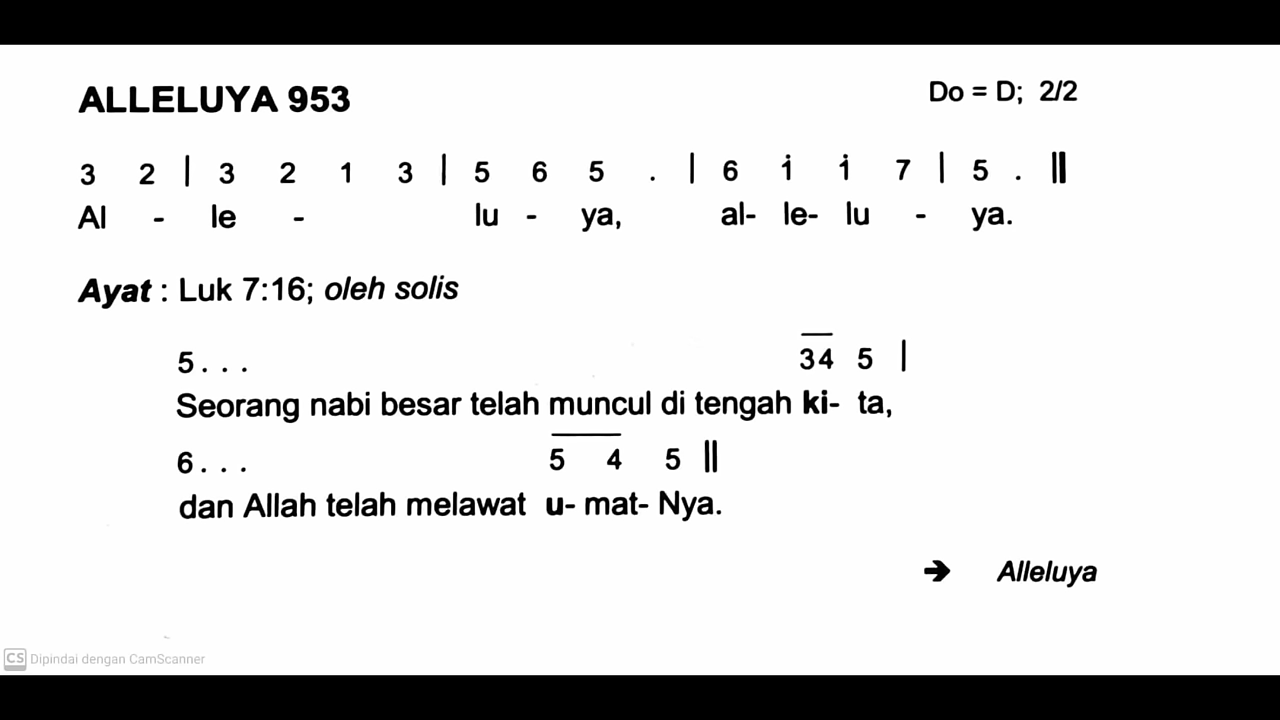 ALLELUYA 953
Do = D; 2/2
3 2 | 3 2 1 3 | 5 6 5 . | 6 i i 7 | 5 . ||
Al - le - lu - ya, al- le- lu - ya.
Ayat : Luk 7:16; oleh solis
5 . . . 34 5 |
Seorang nabi besar telah muncul di tengah ki- ta,
6 . . . 5 4 5 ||
dan Allah telah melawat u- mat- Nya.
➔ Alleluya
CS Dipindai dengan CamScanner